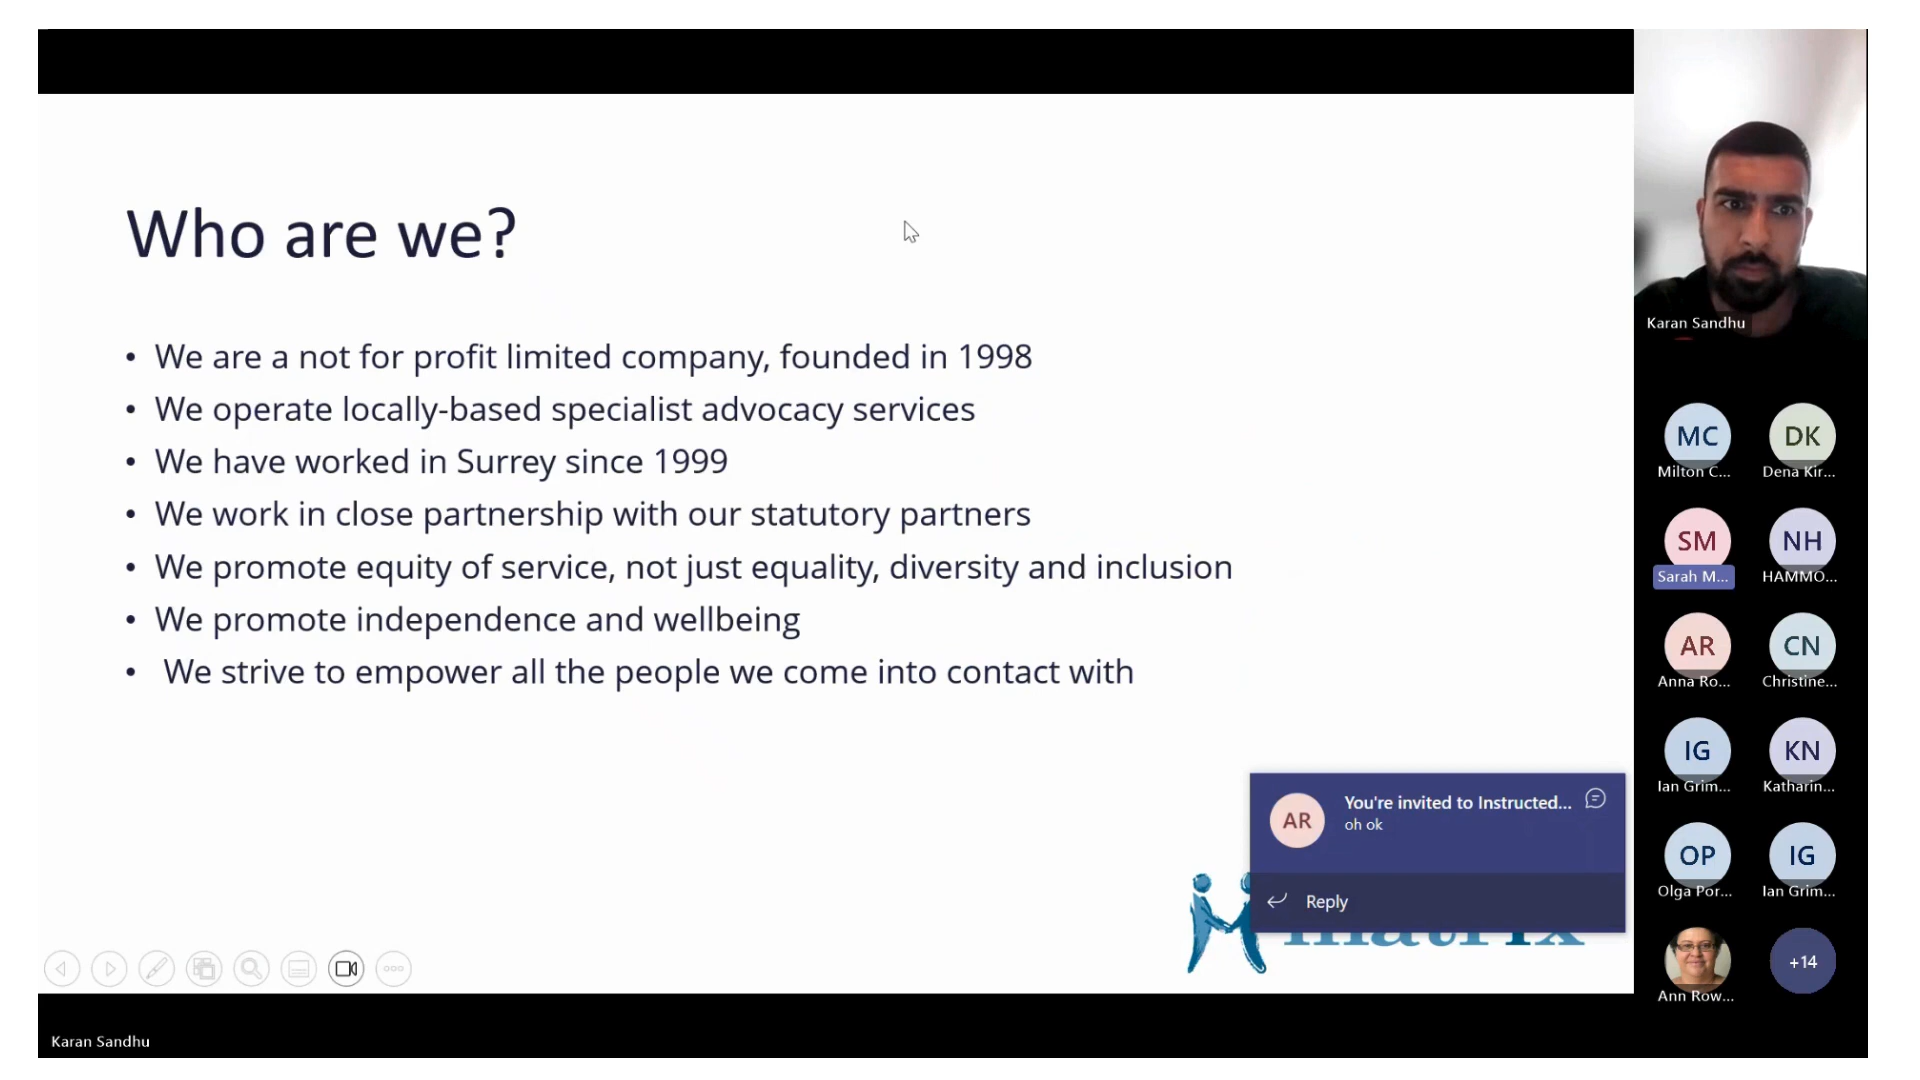 Who are we?
• We are a not for profit limited company, founded in 1998
• We operate locally-based specialist advocacy services
• We have worked in Surrey since 1999
• We work in close partnership with our statutory partners
• We promote equity of service, not just equality, diversity and inclusion
• We promote independence and wellbeing
• We strive to empower all the people we come into contact with
AR
You're invited to Instructed...
oh ok
Reply
matrix
Karan Sandhu
Karan Sandhu
MC
Milton C...
DK
Dena Kir...
SM
Sarah M...
NH
HAMMO...
AR
Anna Ro...
CN
Christine...
IG
Ian Grim...
KN
Katharin...
OP
Olga Por...
IG
Ian Grim...
Ann Row...
+14